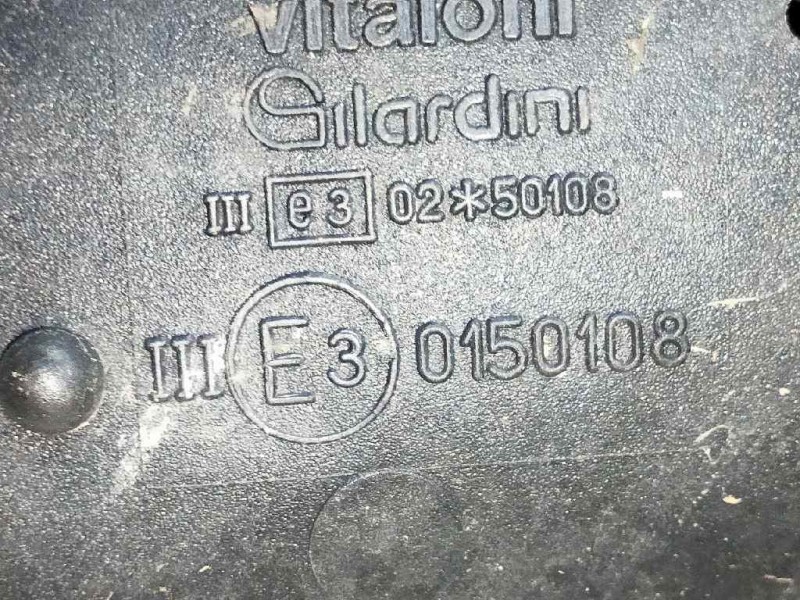 vitaloni
Gilardini
III e3 02*50108
III E3 0150108